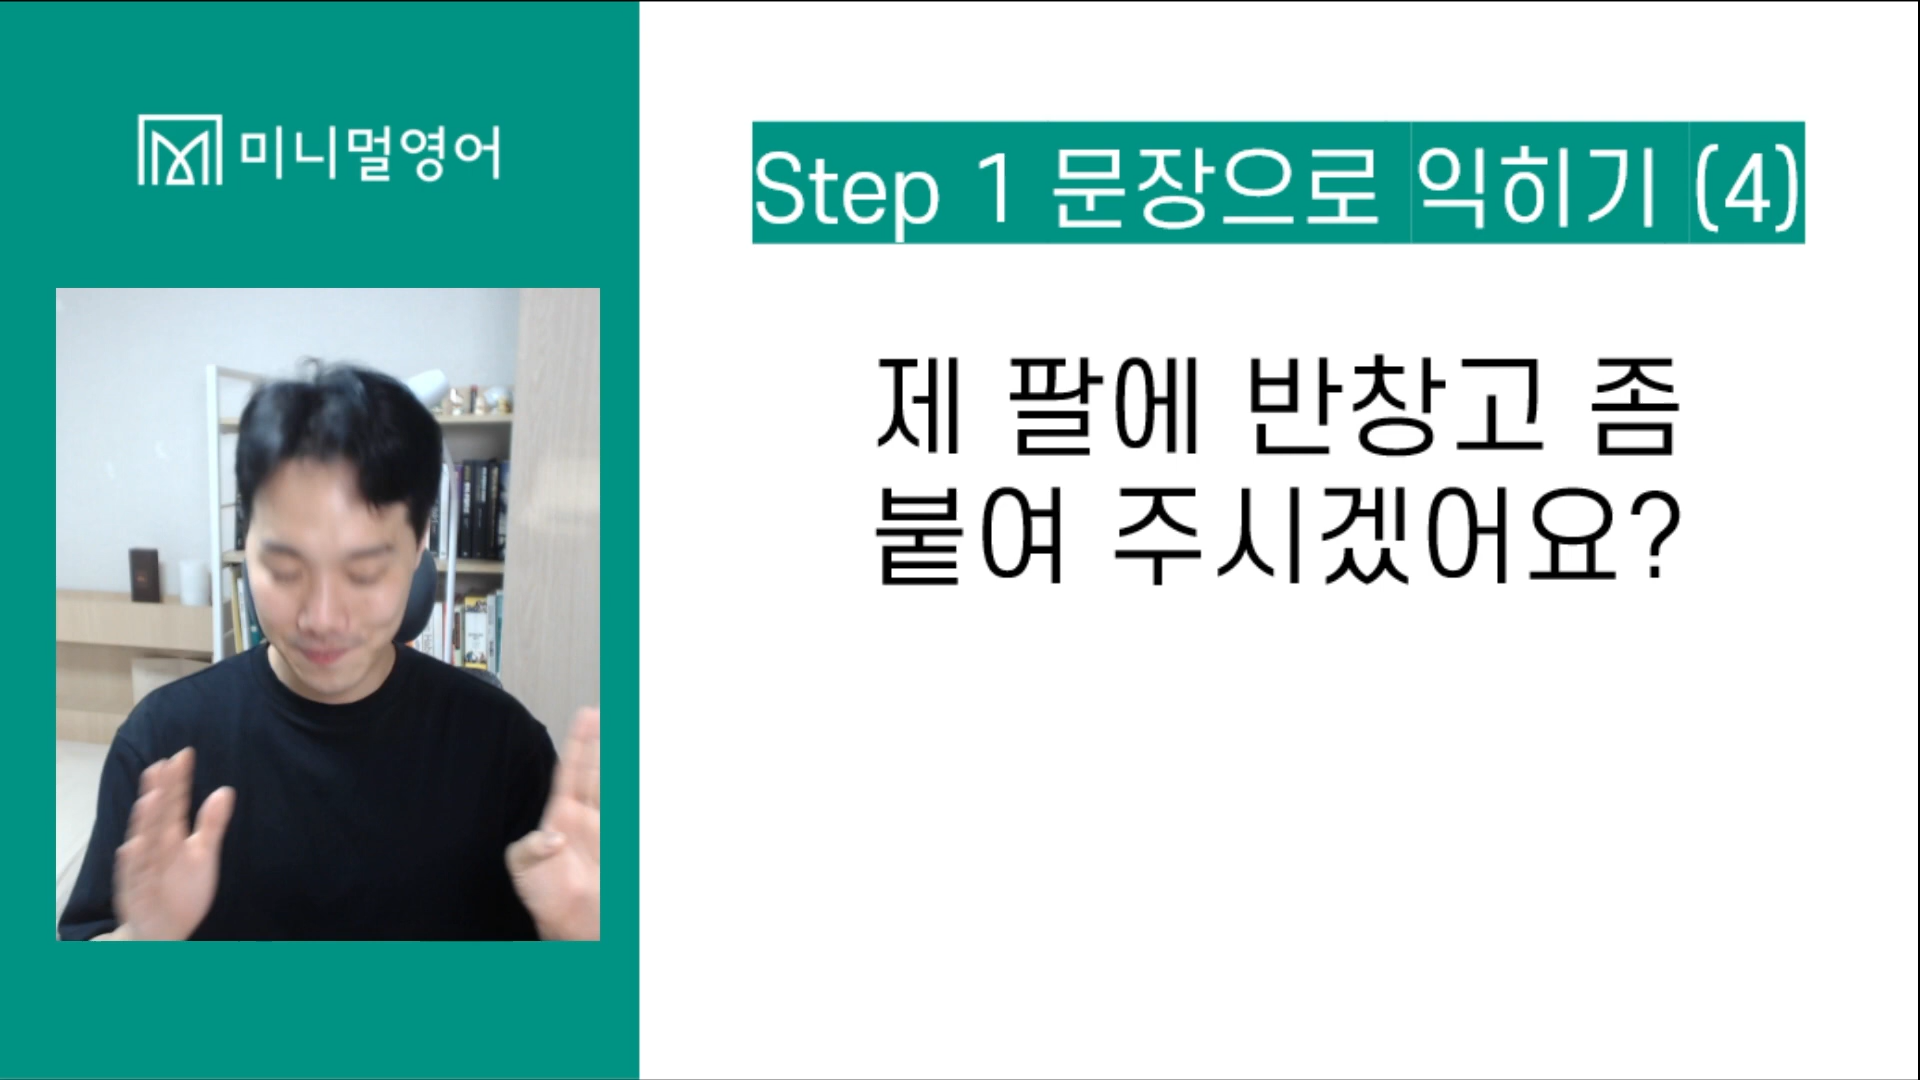 미니멀영어
Step 1 문장으로 익히기 (4)
제 팔에 반창고 좀
붙여 주시겠어요?